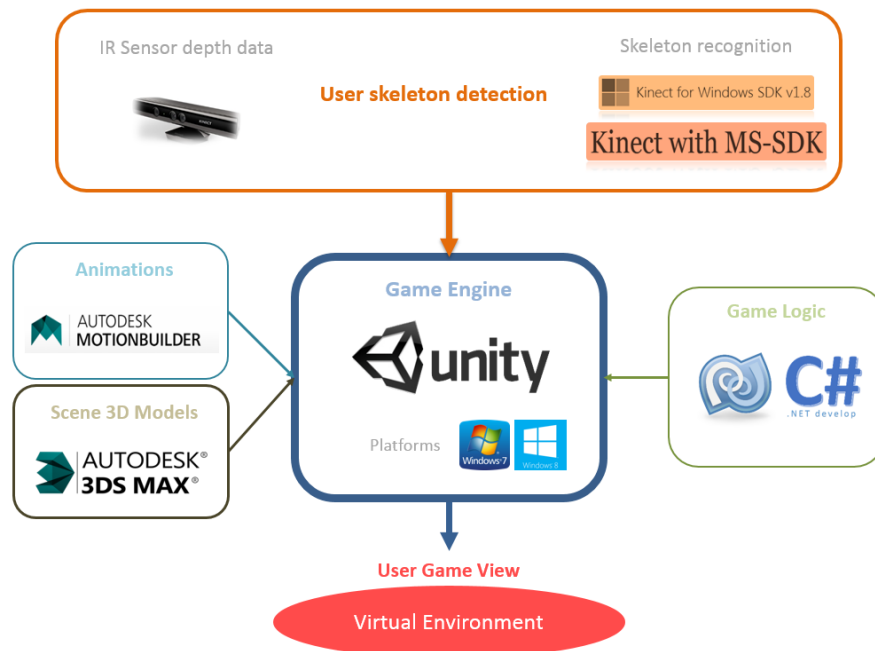 IR Sensor depth data
Skeleton recognition
User skeleton detection
Kinect for Windows SDK v1.8
Kinect with MS-SDK
Animations
AUTODESK
MOTIONBUILDER
Game Engine
unity
Game Logic
C#
.NET develop
Scene 3D Models
AUTODESK®
3DS MAX®
Platforms
Windows 7
Windows 8
User Game View
Virtual Environment